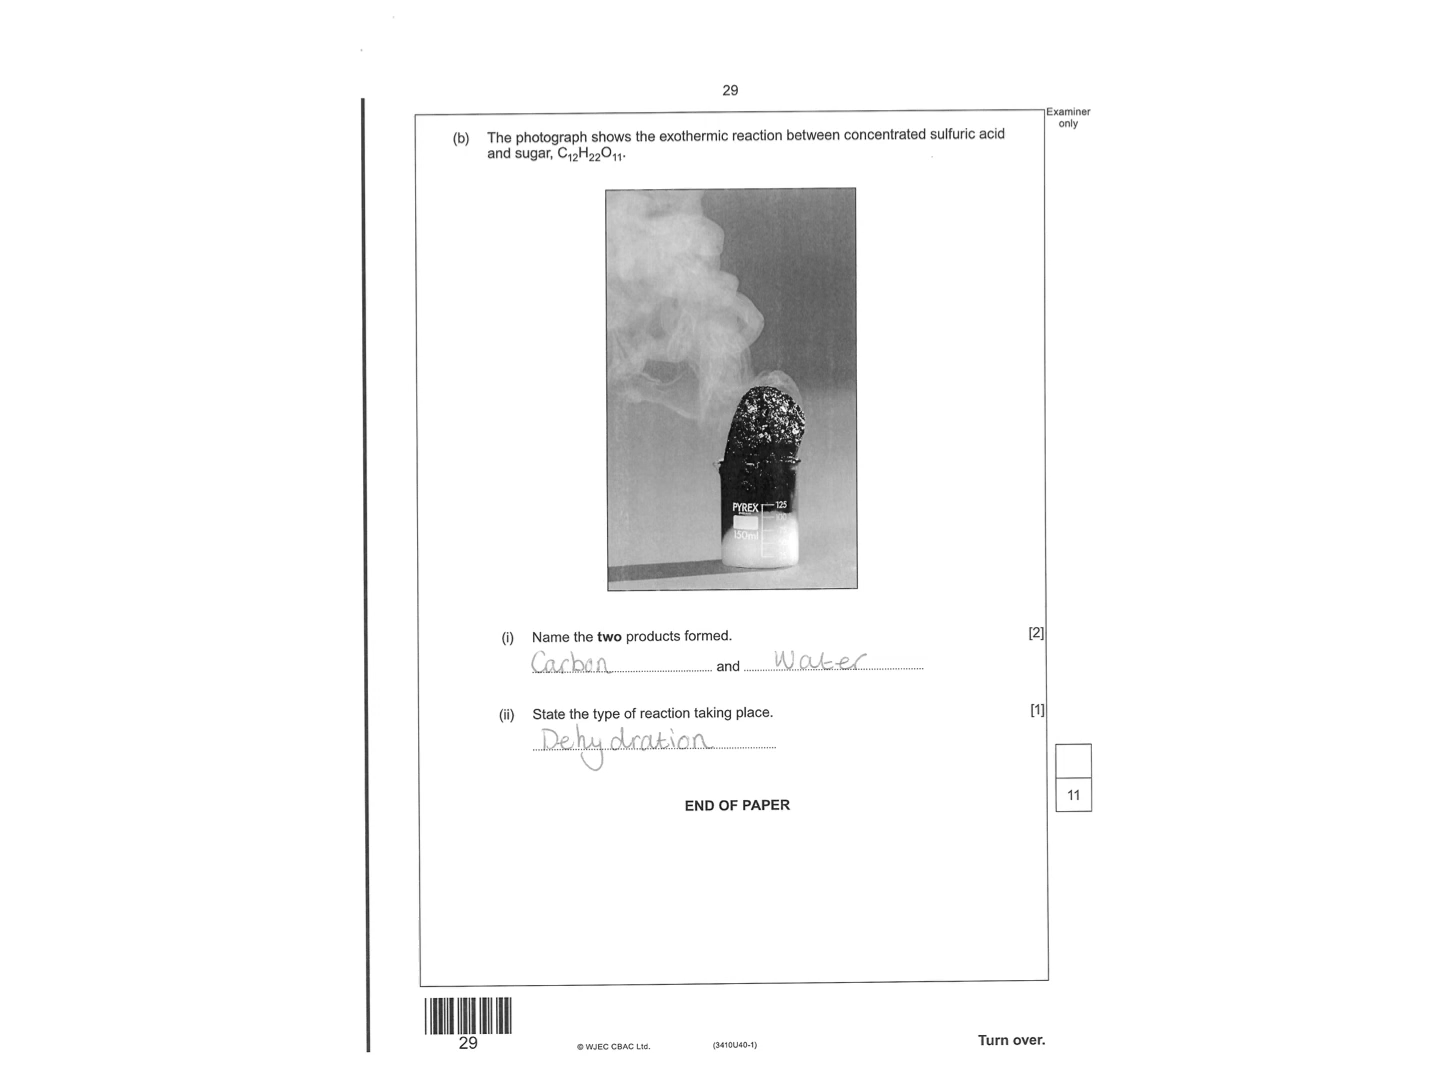 29
Examiner
only
(b) The photograph shows the exothermic reaction between concentrated sulfuric acid
and sugar, C₁₂H₂₂O₁₁.
PYREX 125
100
150ml
(i) Name the two products formed. [2]
Carbon and Water
(ii) State the type of reaction taking place. [1]
Dehydration
11
END OF PAPER
29
© WJEC CBAC Ltd. (3410U40-1) Turn over.